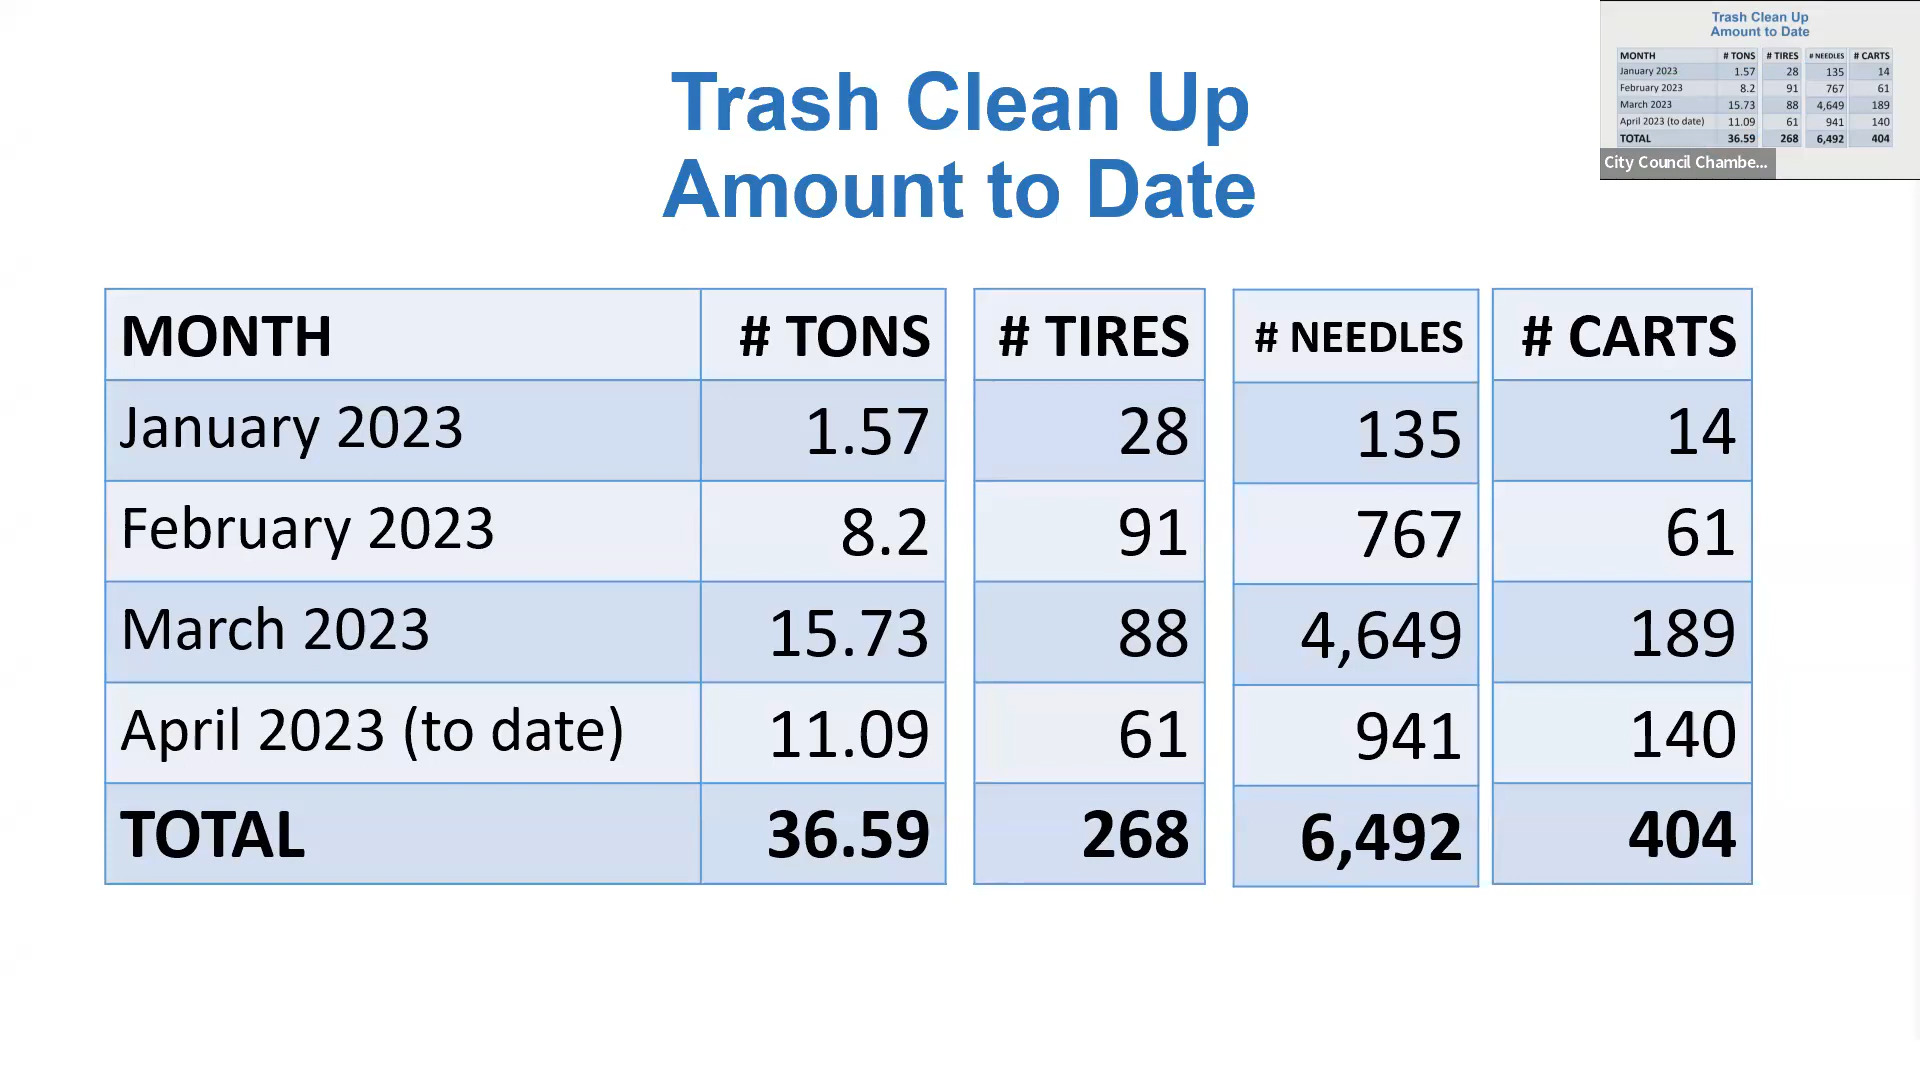 Trash Clean Up
Amount to Date
MONTH # TONS # TIRES # NEEDLES # CARTS
January 2023 1.57 28 135 14
February 2023 8.2 91 767 61
March 2023 15.73 88 4,649 189
April 2023 (to date) 11.09 61 941 140
TOTAL 36.59 268 6,492 404
Trash Clean Up
Amount to Date
MONTH # TONS # TIRES # NEEDLES # CARTS
January 2023 1.57 28 135 14
February 2023 8.2 91 767 61
March 2023 15.73 88 4,649 189
April 2023 (to date) 11.09 61 941 140
TOTAL 36.59 268 6,492 404
City Council Chambe...